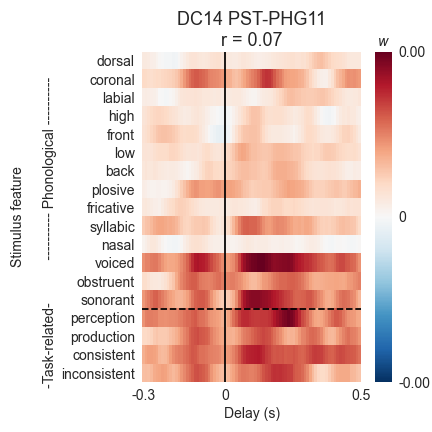 DC14 PST-PHG11
r = 0.07
w
dorsal
coronal
labial
high
front
low
back
plosive
fricative
syllabic
nasal
voiced
obstruent
sonorant
perception
production
consistent
inconsistent
Stimulus feature
-Task-related- ---------- Phonological ----------
0.00
0
-0.00
-0.3
0
0.5
Delay (s)